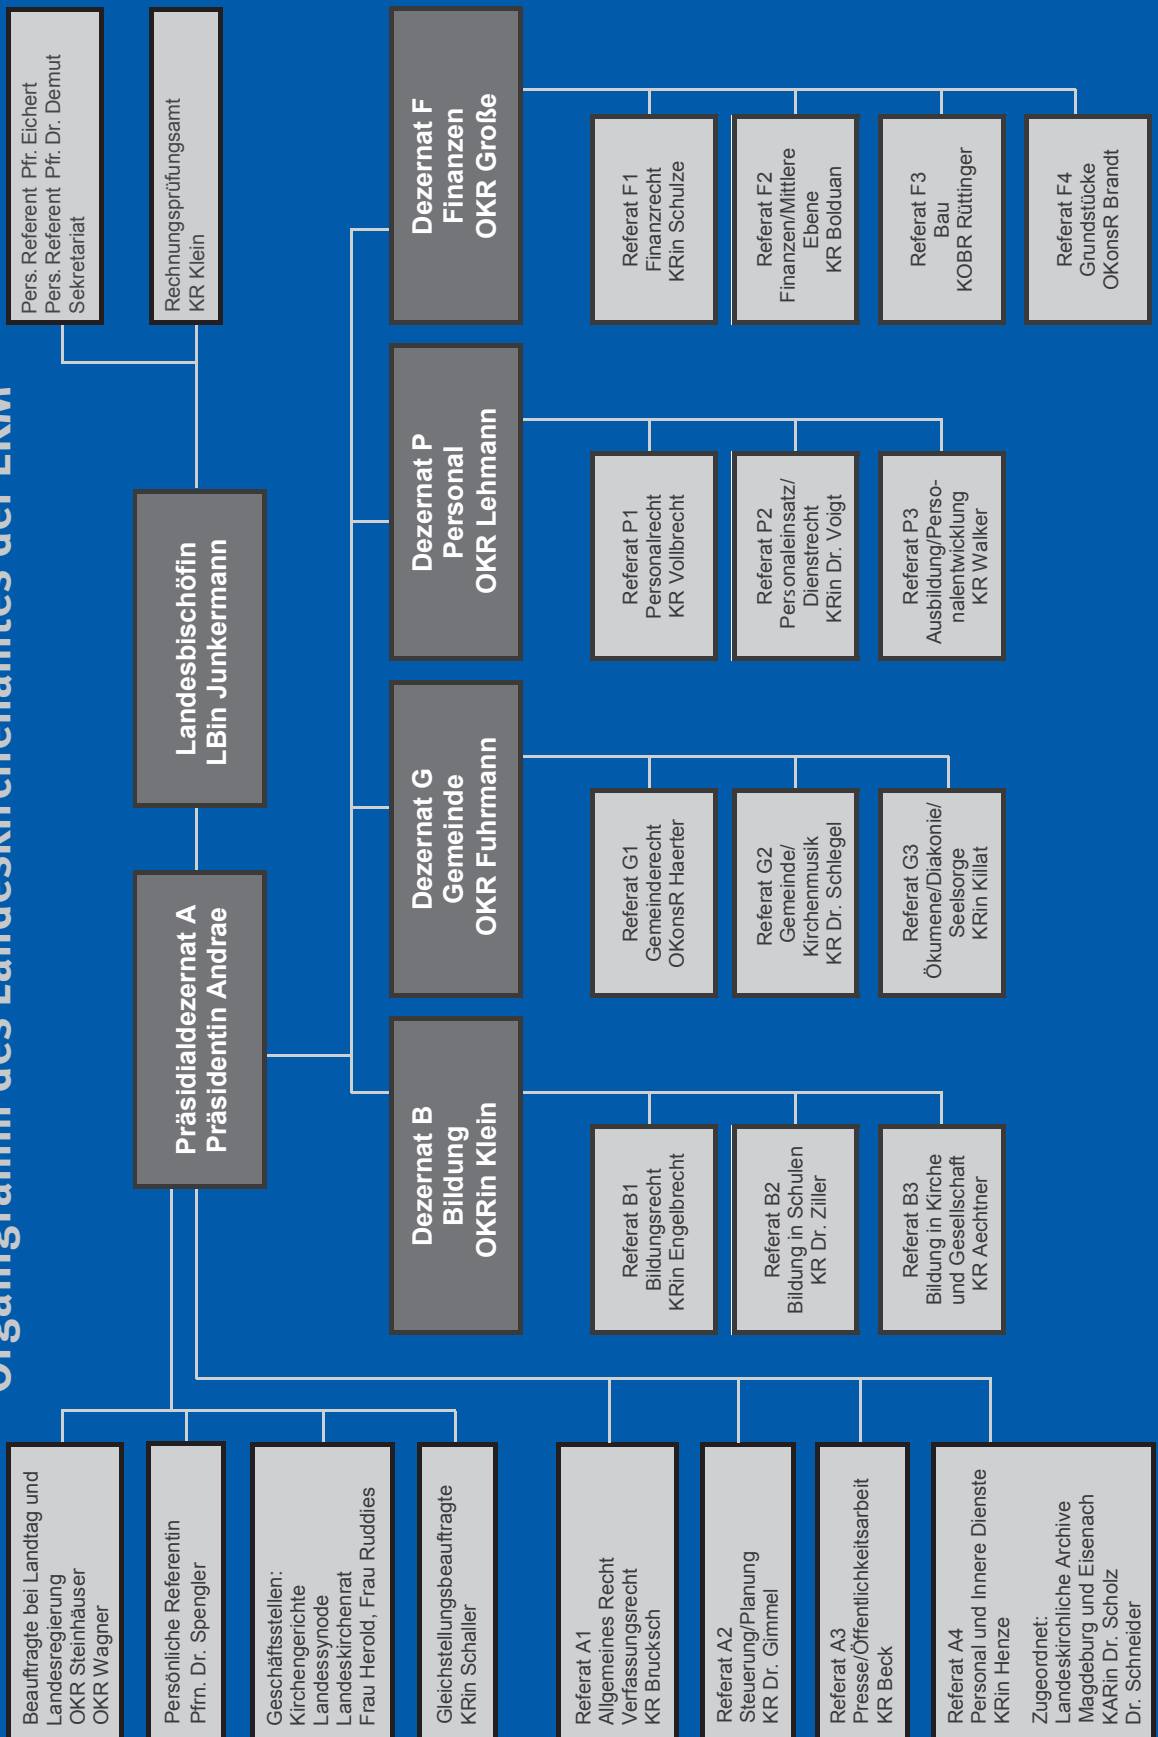 Organigramm des Landeskirchenamtes der EKM
Beauftragte bei Landtag und
Landesregierung
OKR Steinhäuser
OKR Wagner
Persönliche Referentin
Pfrn. Dr. Spengler
Geschäftsstellen:
Kirchengerichte
Landessynode
Landeskirchenrat
Frau Herold, Frau Ruddies
Gleichstellungsbeauftragte
KRin Schaller
Referat A1
Allgemeines Recht
Verfassungsrecht
KR Brucksch
Referat A2
Steuerung/Planung
KR Dr. Gimmel
Referat A3
Presse/Öffentlichkeitsarbeit
KR Beck
Referat A4
Personal und Innere Dienste
KRin Henze
Zugeordnet:
Landeskirchliche Archive
Magdeburg und Eisenach
KARin Dr. Scholz
Dr. Schneider
Präsidialdezernat A
Präsidentin Andrae
Landesbischöfin
LBin Junkermann
Pers. Referent Pfr. Eichert
Pers. Referent Pfr. Dr. Demut
Sekretariat
Rechnungsprüfungsamt
KR Klein
Dezernat B
Bildung
OKRin Klein
Referat B1
Bildungsrecht
KRin Engelbrecht
Referat B2
Bildung in Schulen
KR Dr. Ziller
Referat B3
Bildung in Kirche
und Gesellschaft
KR Aechtner
Dezernat G
Gemeinde
OKR Fuhrmann
Referat G1
Gemeinderecht
OKonsR Haerter
Referat G2
Gemeinde/
Kirchenmusik
KR Dr. Schlegel
Referat G3
Ökumene/Diakonie/
Seelsorge
KRin Killat
Dezernat P
Personal
OKR Lehmann
Referat P1
Personalrecht
KR Vollbrecht
Referat P2
Personaleinsatz/
Dienstrecht
KRin Dr. Voigt
Referat P3
Ausbildung/Perso-
nalentwicklung
KR Walker
Dezernat F
Finanzen
OKR Große
Referat F1
Finanzrecht
KRin Schulze
Referat F2
Finanzen/Mittlere
Ebene
KR Bolduan
Referat F3
Bau
KOBR Rüttinger
Referat F4
Grundstücke
OKonsR Brandt